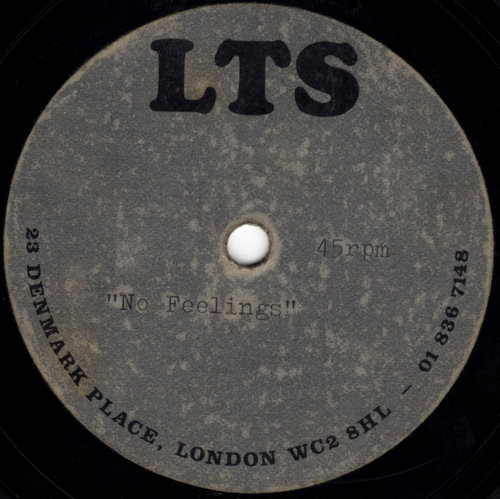 LTS
45rpm
"No Feelings"
23 DENMARK PLACE, LONDON WC2 8HL – 01 836 7148